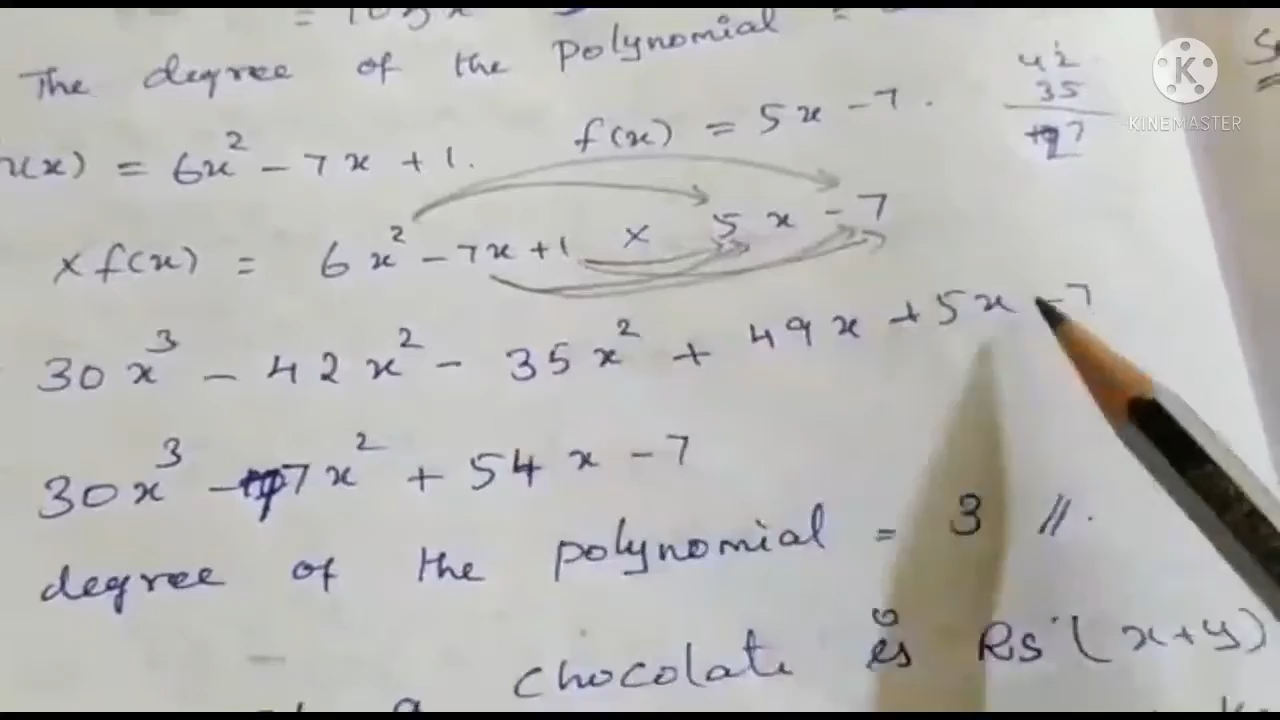 The degree of the polynomial =
(x) = 6x² - 7x + 1. f(x) = 5x - 7.
42
35
77
KINEMASTER
x f(x) = 6x² - 7x + 1 x 5x - 7
30x³ - 42x² - 35x² + 49x + 5x - 7
30x³ - 77x² + 54x - 7
degree of the polynomial = 3 //.
chocolate is Rs (x+y)